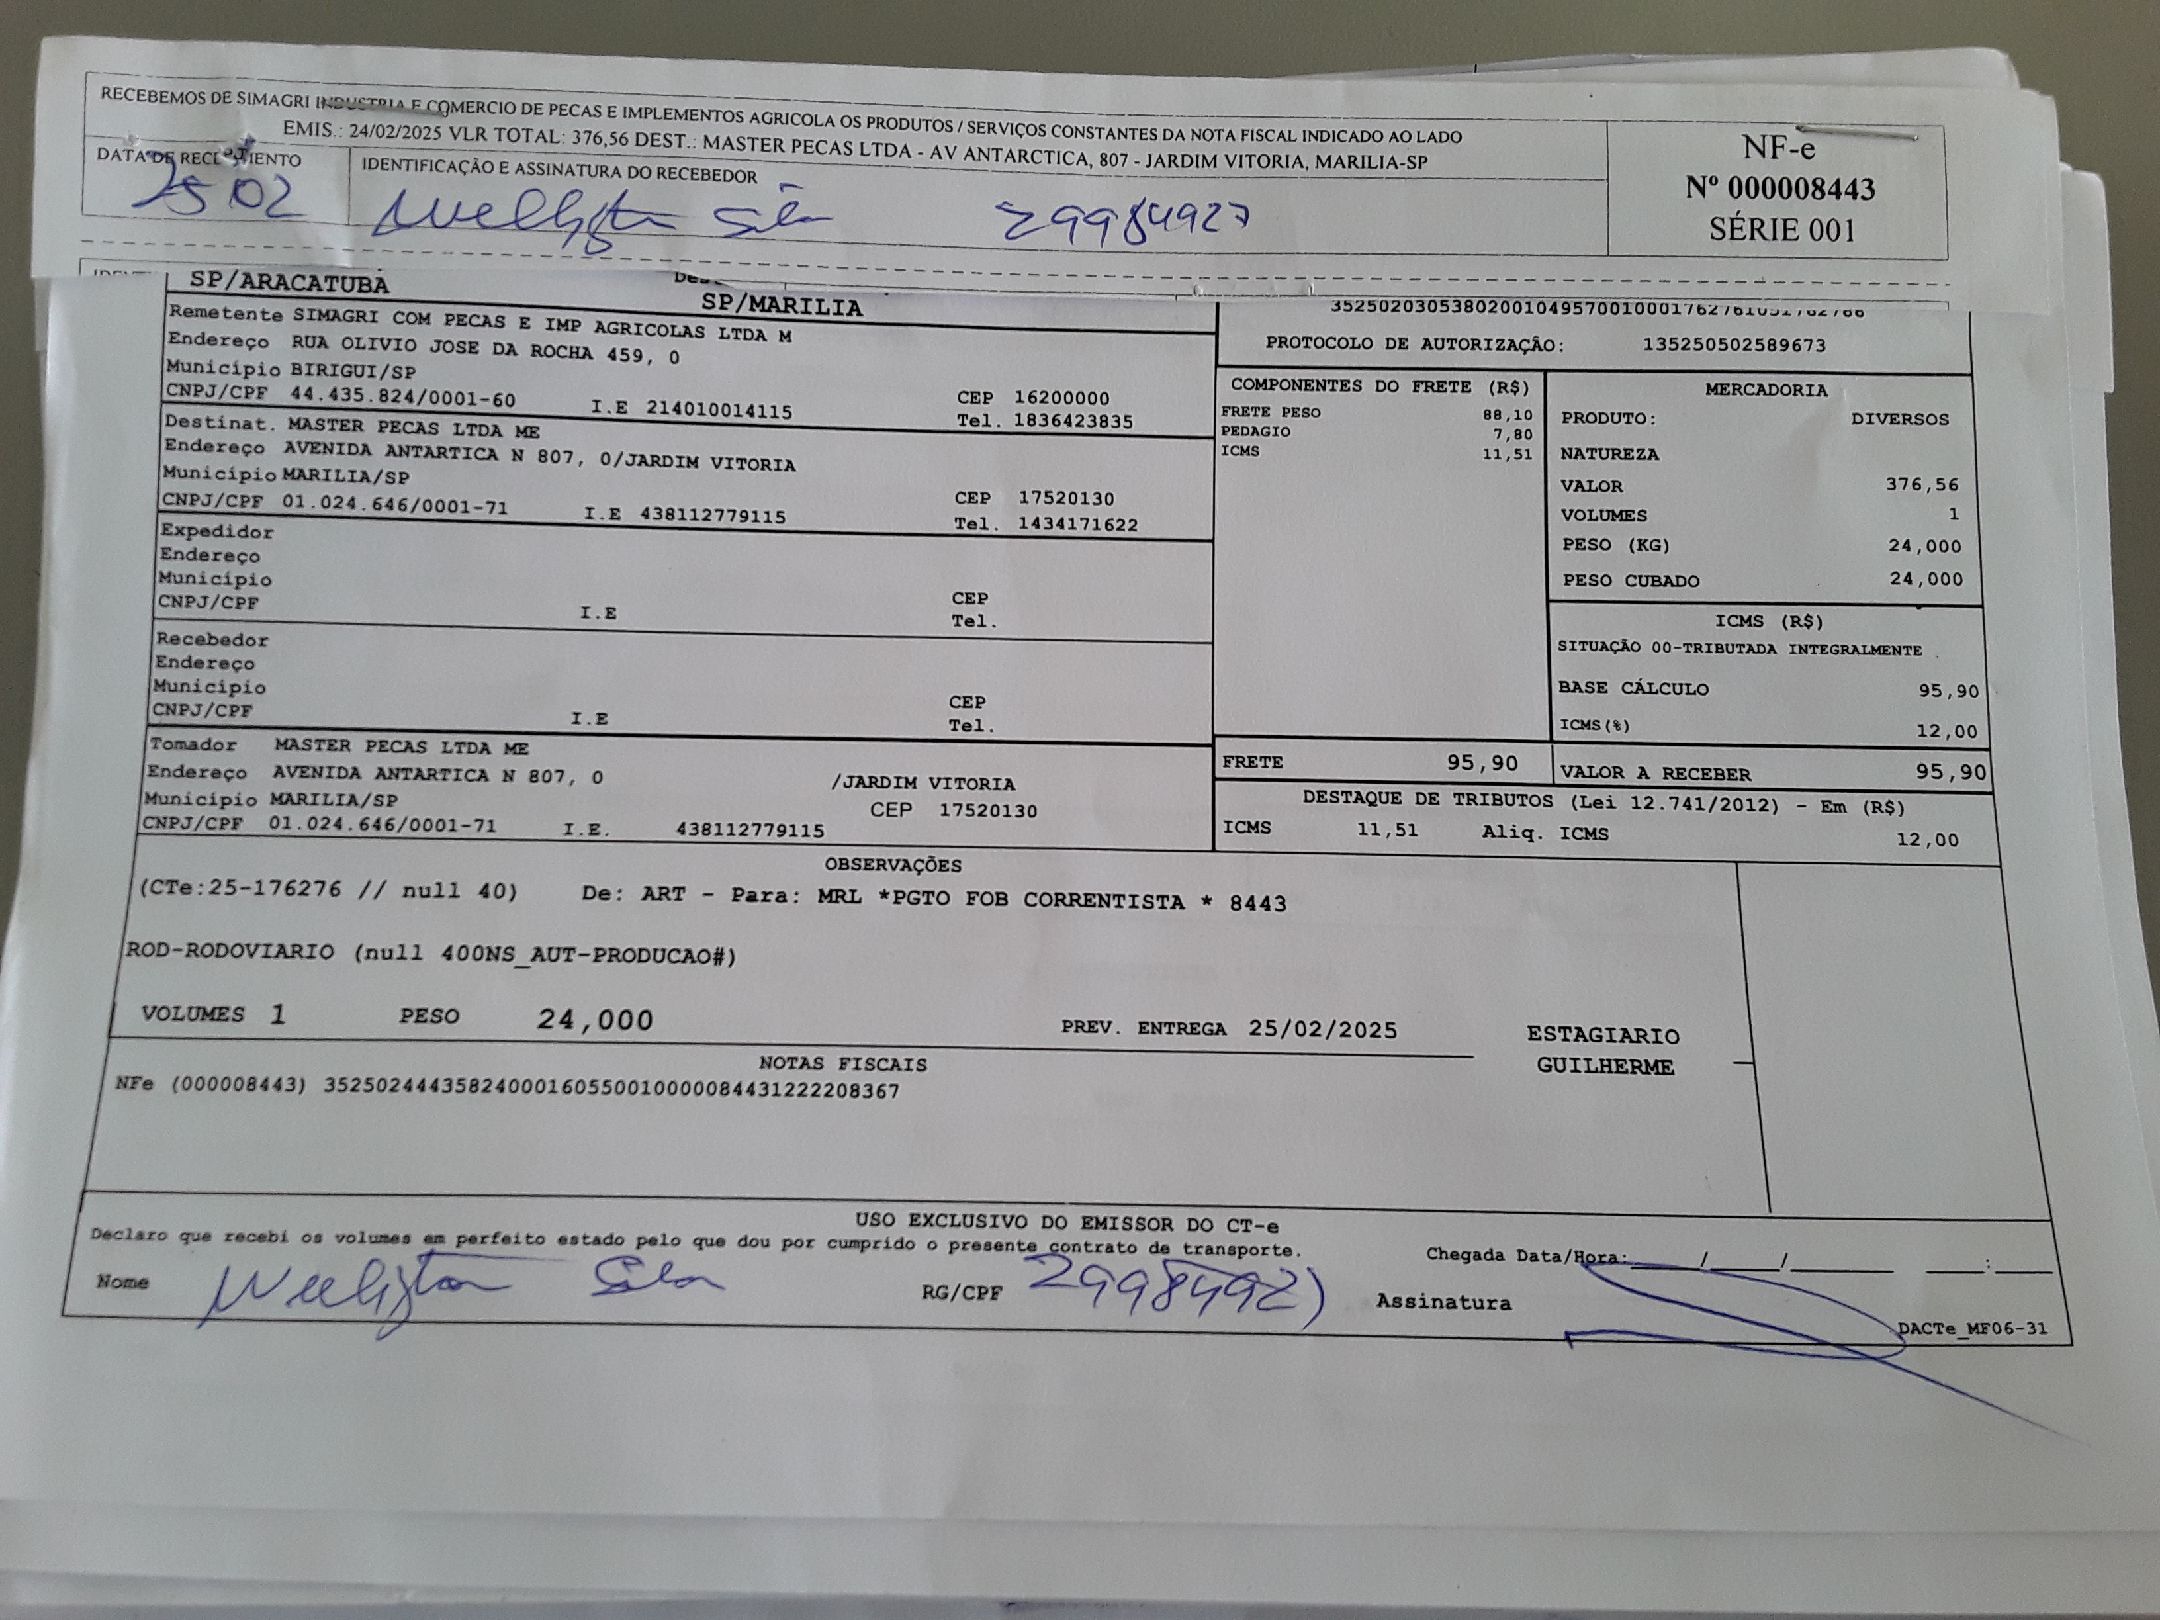 RECEBEMOS DE SIMAGRI INDUSTRIA E COMERCIO DE PECAS E IMPLEMENTOS AGRICOLA OS PRODUTOS / SERVIÇOS CONSTANTES DA NOTA FISCAL INDICADO AO LADO
EMIS.: 24/02/2025 VLR TOTAL: 376,56 DEST.: MASTER PECAS LTDA - AV ANTARCTICA, 807 - JARDIM VITORIA, MARILIA-SP
NF-e
Nº 000008443
SÉRIE 001
DATA DE RECEBIMENTO
25 02
IDENTIFICAÇÃO E ASSINATURA DO RECEBEDOR
Wellington Silva 29984927
SP/ARACATUBA
SP/MARILIA
Remetente SIMAGRI COM PECAS E IMP AGRICOLAS LTDA M
Endereço RUA OLIVIO JOSE DA ROCHA 459, 0
Município BIRIGUI/SP
CEP 16200000
CNPJ/CPF 44.435.824/0001-60 I.E 214010014115 Tel. 1836423835
Destinat. MASTER PECAS LTDA ME
Endereço AVENIDA ANTARTICA N 807, 0/JARDIM VITORIA
Município MARILIA/SP CEP 17520130
CNPJ/CPF 01.024.646/0001-71 I.E 438112779115 Tel. 1434171622
Expedidor
Endereço
Município CEP
CNPJ/CPF I.E Tel.
Recebedor
Endereço
Município CEP
CNPJ/CPF I.E Tel.
Tomador MASTER PECAS LTDA ME
Endereço AVENIDA ANTARTICA N 807, 0 /JARDIM VITORIA
Município MARILIA/SP CEP 17520130
CNPJ/CPF 01.024.646/0001-71 I.E. 438112779115
PROTOCOLO DE AUTORIZAÇÃO: 135250502589673
COMPONENTES DO FRETE (R$)
FRETE PESO 88,10
PEDAGIO 7,80
ICMS 11,51
MERCADORIA
PRODUTO: DIVERSOS
NATUREZA
VALOR 376,56
VOLUMES 1
PESO (KG) 24,000
PESO CUBADO 24,000
ICMS (R$)
SITUAÇÃO 00-TRIBUTADA INTEGRALMENTE
BASE CÁLCULO 95,90
ICMS(%) 12,00
FRETE 95,90 VALOR A RECEBER 95,90
DESTAQUE DE TRIBUTOS (Lei 12.741/2012) - Em (R$)
ICMS 11,51 Aliq. ICMS 12,00
OBSERVAÇÕES
(CTe:25-176276 // null 40) De: ART - Para: MRL *PGTO FOB CORRENTISTA * 8443
ROD-RODOVIARIO (null 400NS_AUT-PRODUCAO#)
VOLUMES 1 PESO 24,000 PREV. ENTREGA 25/02/2025
ESTAGIARIO
GUILHERME
NOTAS FISCAIS
NFe (000008443) 35250244435824000160550010000084431222208367
USO EXCLUSIVO DO EMISSOR DO CT-e
Declaro que recebi os volumes em perfeito estado pelo que dou por cumprido o presente contrato de transporte.
Chegada Data/Hora:____/____/______ ___:___
Nome Wellington Silva RG/CPF 29984927 Assinatura
DACTe_MF06-31